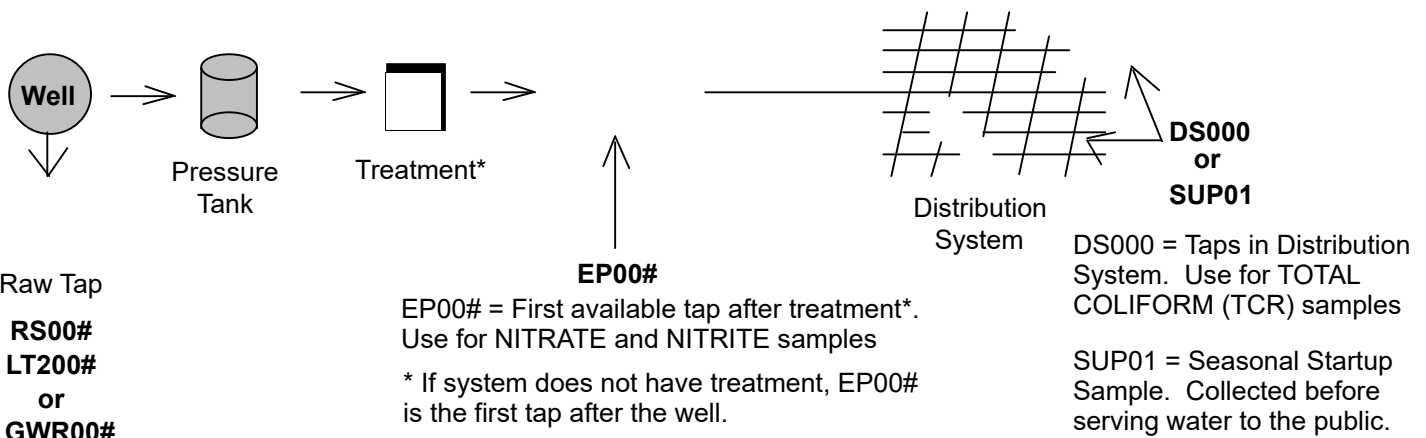 Well
Pressure
Tank
Treatment*
Distribution
System
DS000
or
SUP01
Raw Tap
RS00#
LT200#
or
GWR00#
EP00#
EP00# = First available tap after treatment*.
Use for NITRATE and NITRITE samples
* If system does not have treatment, EP00#
is the first tap after the well.
DS000 = Taps in Distribution
System. Use for TOTAL
COLIFORM (TCR) samples
SUP01 = Seasonal Startup
Sample. Collected before
serving water to the public.